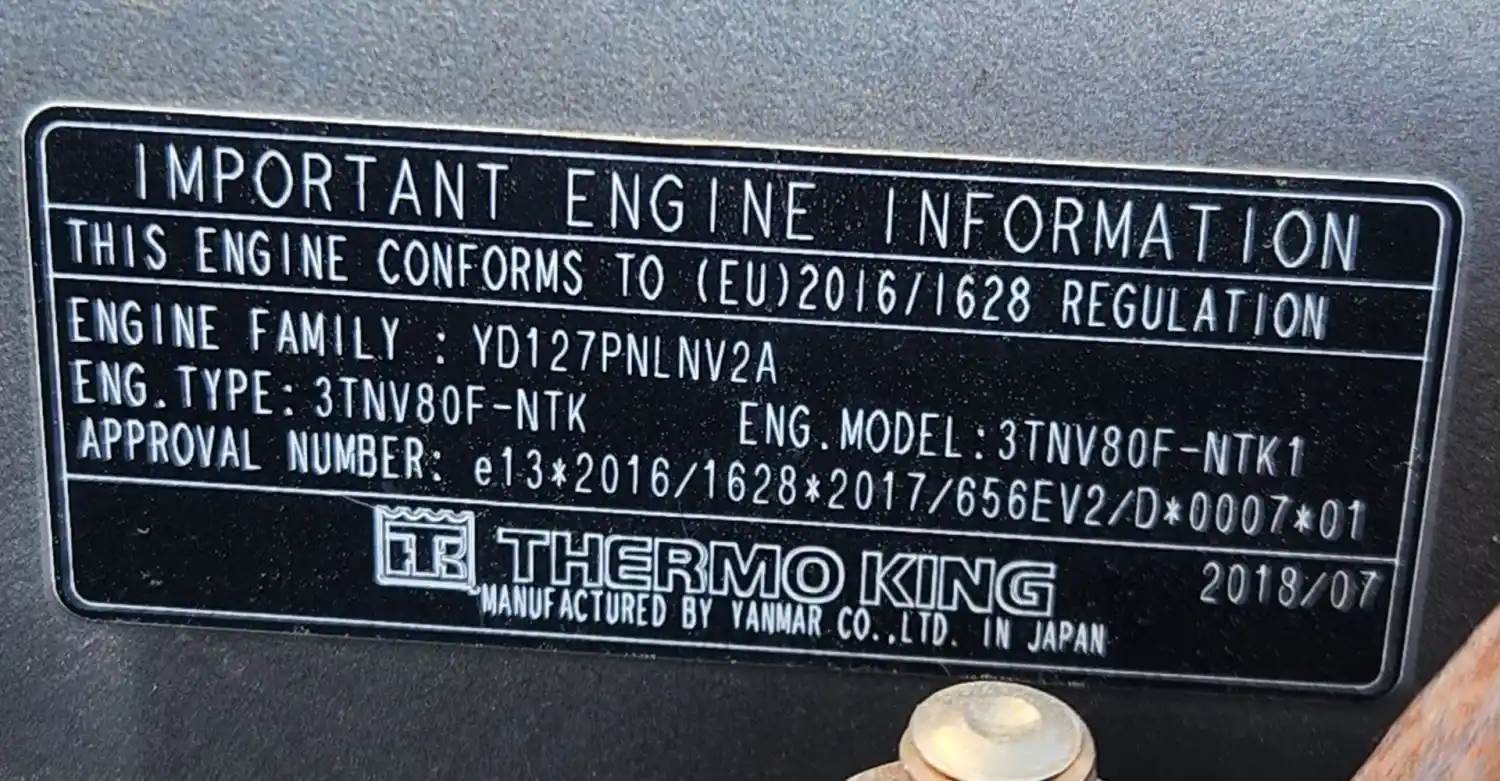 IMPORTANT ENGINE INFORMATION
THIS ENGINE CONFORMS TO (EU)2016/1628 REGULATION
ENGINE FAMILY : YD127PNLNV2A
ENG.TYPE: 3TNV80F-NTK ENG.MODEL:3TNV80F-NTK1
APPROVAL NUMBER: e13*2016/1628*2017/656EV2/D*0007*01
TK THERMO KING 2018/07
MANUFACTURED BY YANMAR CO.,LTD. IN JAPAN